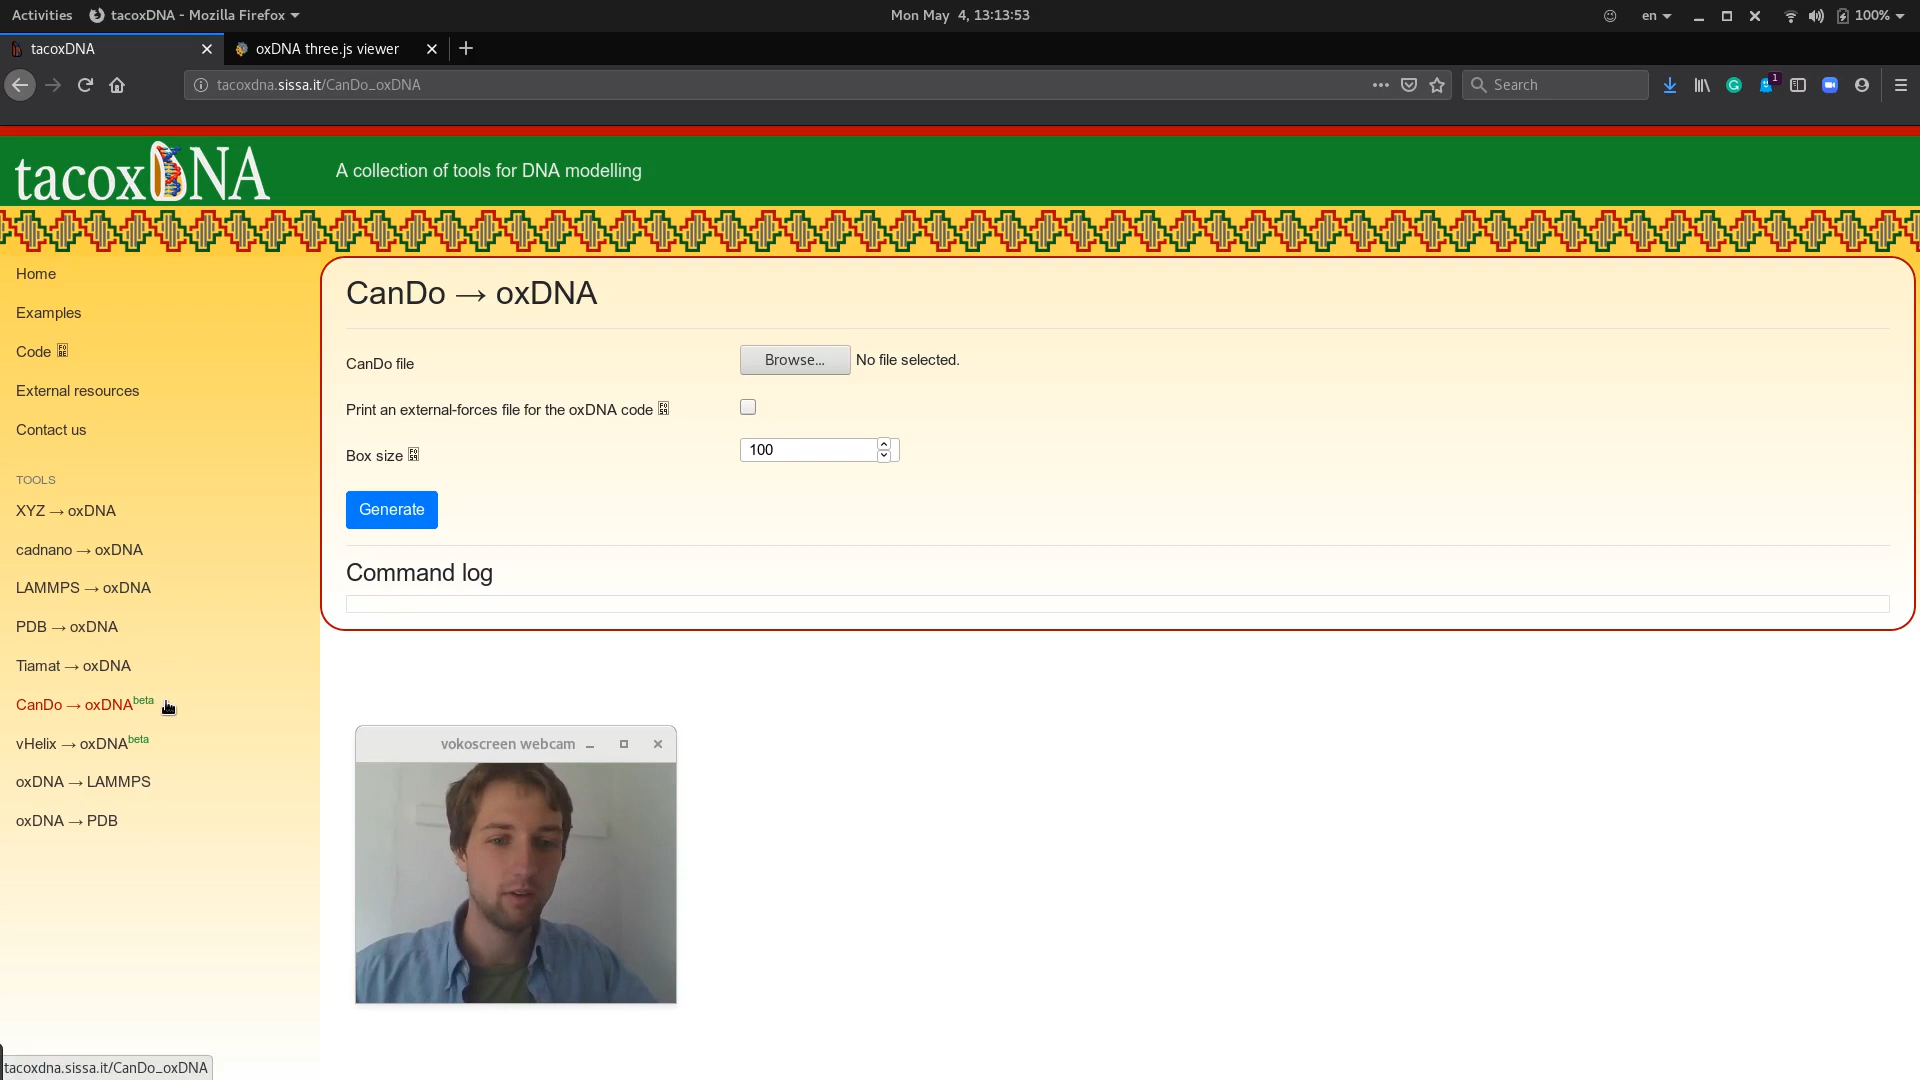 Activities tacoxDNA - Mozilla Firefox Mon May 4, 13:13:53 en 100%
tacoxDNA oxDNA three.js viewer
tacoxdna.sissa.it/CanDo_oxDNA Search 1
tacoxDNA A collection of tools for DNA modelling
Home
Examples
Code
External resources
Contact us
TOOLS
XYZ → oxDNA
cadnano → oxDNA
LAMMPS → oxDNA
PDB → oxDNA
Tiamat → oxDNA
CanDo → oxDNAbeta
vHelix → oxDNAbeta
oxDNA → LAMMPS
oxDNA → PDB
CanDo → oxDNA
CanDo file Browse... No file selected.
Print an external-forces file for the oxDNA code
Box size 100
Generate
Command log
vokoscreen webcam
tacoxdna.sissa.it/CanDo_oxDNA